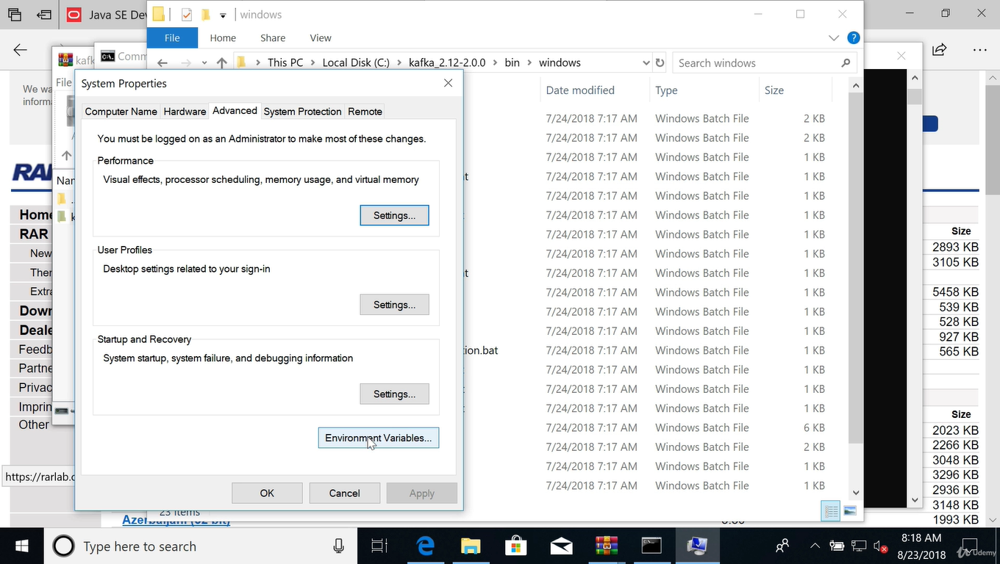 Java SE Dev
windows
File
Home
Share
View
This PC
Local Disk (C:)
kafka_2.12-2.0.0
bin
windows
Search windows
kafk
Comm
File
We wa
informa
RAR
Nam
Home
RAR
New
Them
Extra
Down
Deale
Feedb
Partne
Privac
Imprin
Other
https://rarlab.c
System Properties
Computer Name
Hardware
Advanced
System Protection
Remote
You must be logged on as an Administrator to make most of these changes.
Performance
Visual effects, processor scheduling, memory usage, and virtual memory
Settings...
User Profiles
Desktop settings related to your sign-in
Settings...
Startup and Recovery
System startup, system failure, and debugging information
Settings...
Environment Variables...
OK
Cancel
Apply
Date modified
Type
Size
7/24/2018 7:17 AM Windows Batch File 2 KB
7/24/2018 7:17 AM Windows Batch File 2 KB
7/24/2018 7:17 AM Windows Batch File 1 KB
t 7/24/2018 7:17 AM Windows Batch File 1 KB
7/24/2018 7:17 AM Windows Batch File 1 KB
7/24/2018 7:17 AM Windows Batch File 1 KB
7/24/2018 7:17 AM Windows Batch File 1 KB
7/24/2018 7:17 AM Windows Batch File 1 KB
t 7/24/2018 7:17 AM Windows Batch File 1 KB
7/24/2018 7:17 AM Windows Batch File 1 KB
7/24/2018 7:17 AM Windows Batch File 1 KB
7/24/2018 7:17 AM Windows Batch File 1 KB
tion.bat 7/24/2018 7:17 AM Windows Batch File 1 KB
7/24/2018 7:17 AM Windows Batch File 1 KB
7/24/2018 7:17 AM Windows Batch File 1 KB
7/24/2018 7:17 AM Windows Batch File 1 KB
7/24/2018 7:17 AM Windows Batch File 6 KB
7/24/2018 7:17 AM Windows Batch File 2 KB
7/24/2018 7:17 AM Windows Batch File 1 KB
7/24/2018 7:17 AM Windows Batch File 1 KB
23 items
Azerbaijani (32 bit)
Size
2893 KB
3105 KB
5458 KB
539 KB
528 KB
927 KB
565 KB
Size
2023 KB
2266 KB
3048 KB
3296 KB
2936 KB
3148 KB
1993 KB
Type here to search
8:18 AM
8/23/2018
Udemy